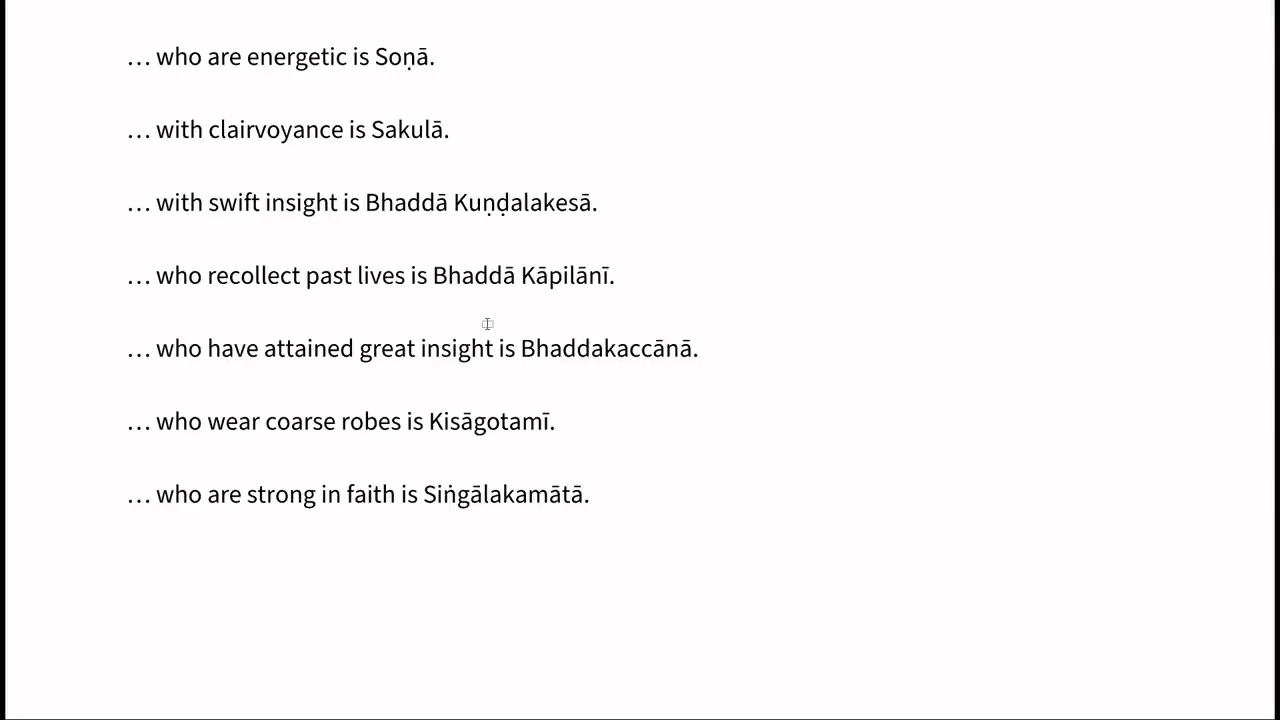 … who are energetic is Soṇā.
… with clairvoyance is Sakulā.
… with swift insight is Bhaddā Kuṇḍalakesā.
… who recollect past lives is Bhaddā Kāpilānī.
… who have attained great insight is Bhaddakaccānā.
… who wear coarse robes is Kisāgotamī.
… who are strong in faith is Siṅgālakamātā.